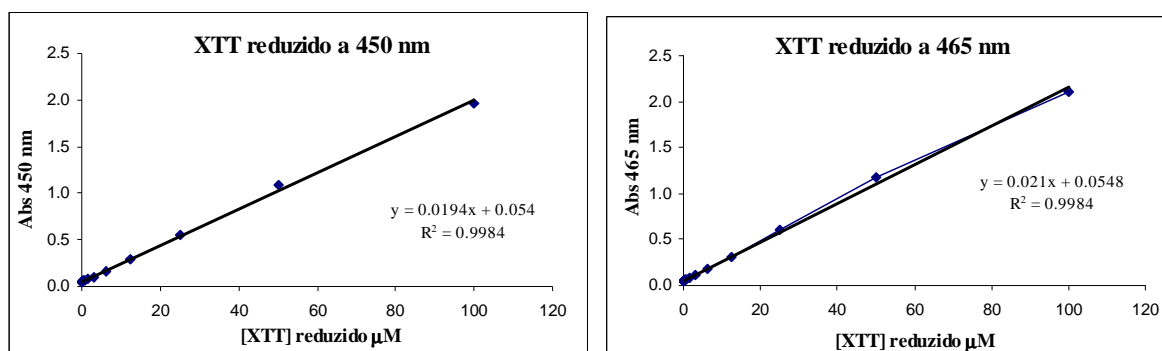 XTT reduzido a 450 nm
2.5
2.0
1.5
1.0
0.5
0.0
Abs 450 nm
y = 0.0194x + 0.054
R² = 0.9984
0 20 40 60 80 100 120
[XTT] reduzido μM
XTT reduzido a 465 nm
2.5
2.0
1.5
1.0
0.5
0.0
Abs 465 nm
y = 0.021x + 0.0548
R² = 0.9984
0 20 40 60 80 100 120
[XTT] reduzido μM